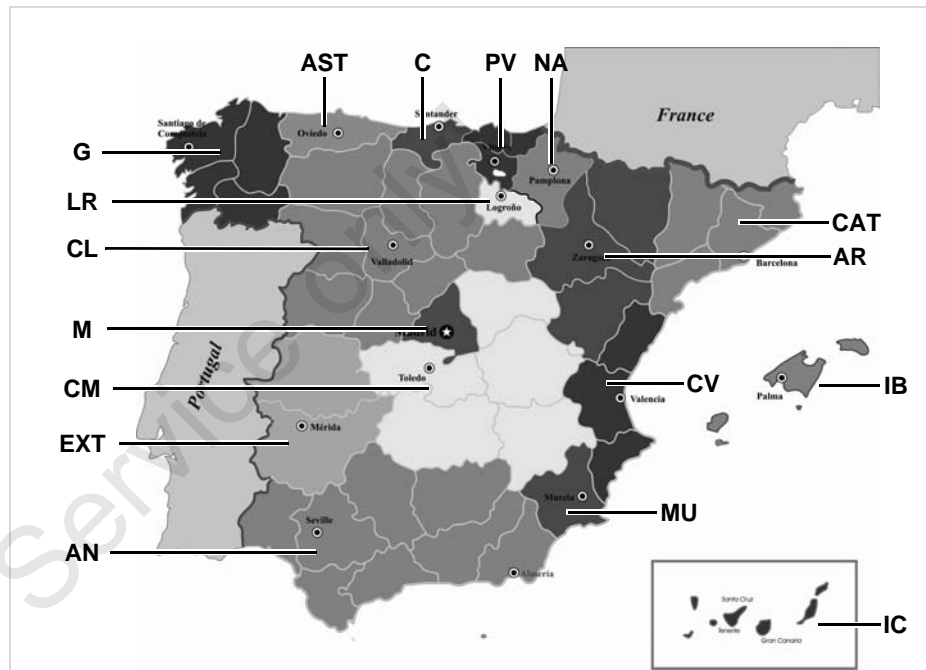 AST C PV NA
Santander
France
Santiago de
Compostela
Oviedo
G
Pamplona
LR
Logroño
CAT
CL
Valladolid
Zaragoza
AR
Barcelona
M
Madrid
Portugal
CM
Toledo
CV
Valencia
Palma
IB
EXT
Mérida
Murcia
MU
Seville
AN
Almería
Santa Cruz
Tenerife
Gran Canaria
IC
Service only